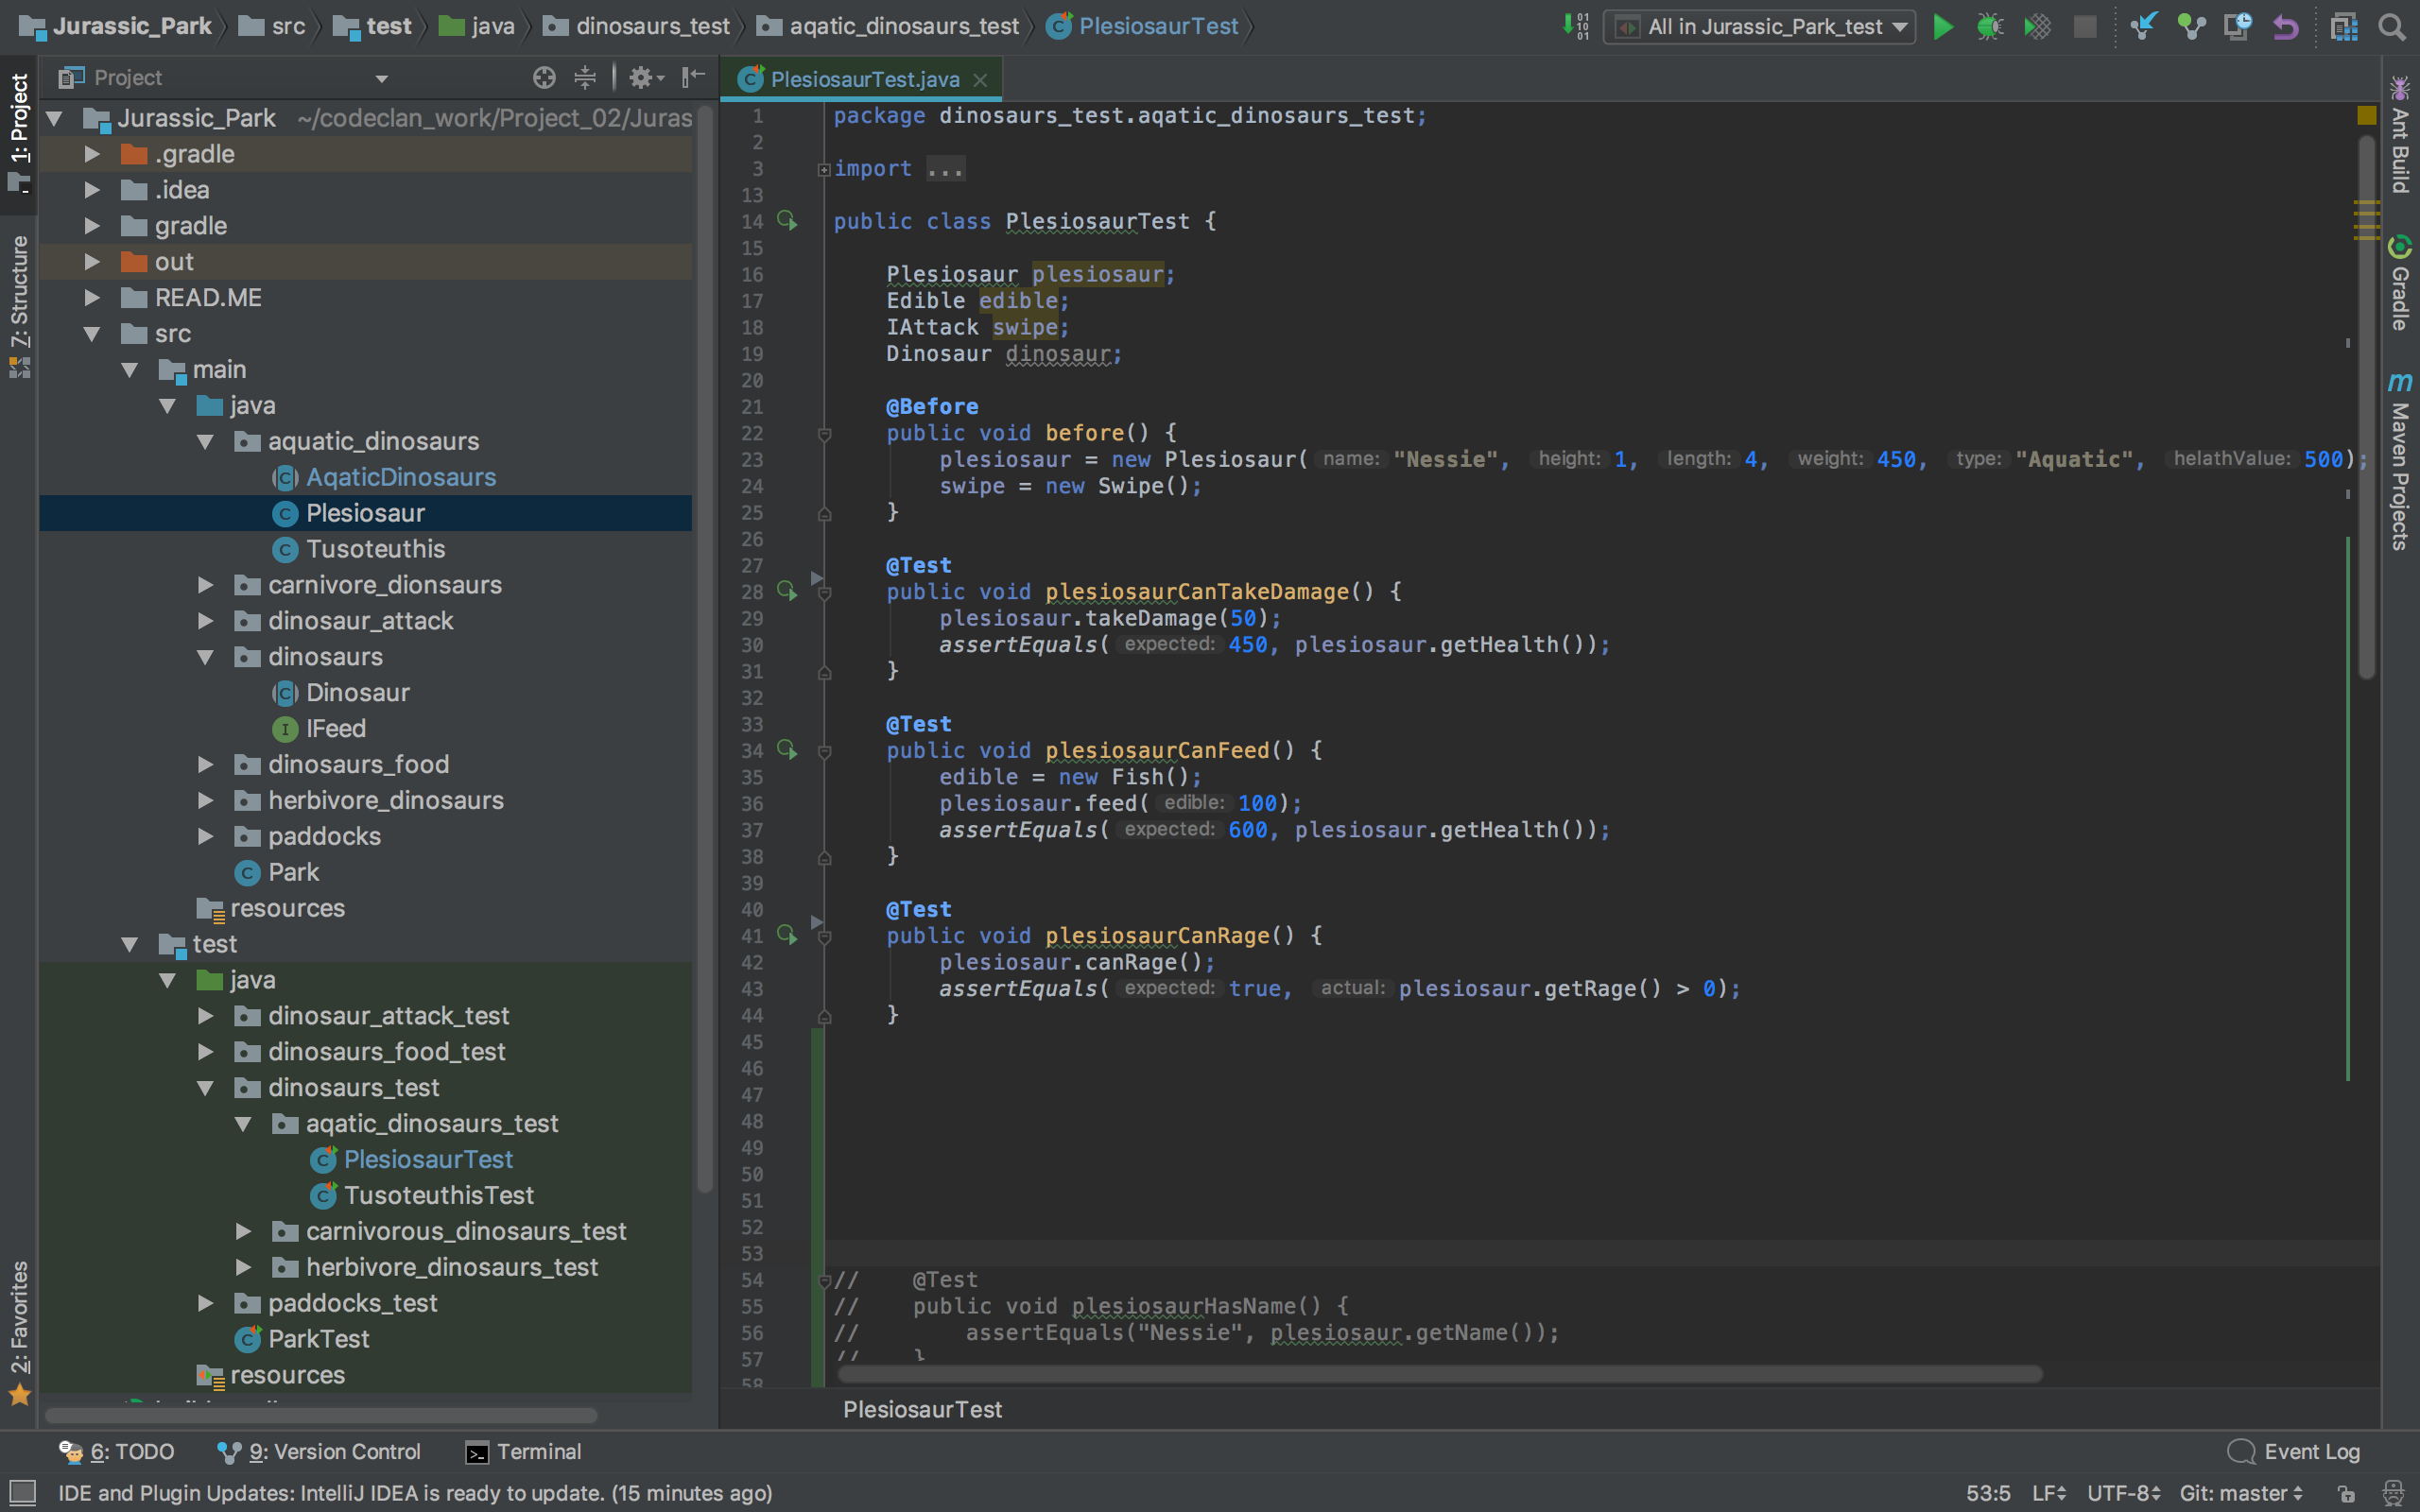 Jurassic_Park src test java dinosaurs_test aqatic_dinosaurs_test PlesiosaurTest All in Jurassic_Park_test
Project
PlesiosaurTest.java
1: Project
Z: Structure
2: Favorites
Jurassic_Park ~/codeclan_work/Project_02/Juras
.gradle
.idea
gradle
out
READ.ME
src
main
java
aquatic_dinosaurs
AqaticDinosaurs
Plesiosaur
Tusoteuthis
carnivore_dionsaurs
dinosaur_attack
dinosaurs
Dinosaur
IFeed
dinosaurs_food
herbivore_dinosaurs
paddocks
Park
resources
test
java
dinosaur_attack_test
dinosaurs_food_test
dinosaurs_test
aqatic_dinosaurs_test
PlesiosaurTest
TusoteuthisTest
carnivorous_dinosaurs_test
herbivore_dinosaurs_test
paddocks_test
ParkTest
resources
1 package dinosaurs_test.aqatic_dinosaurs_test;
2
3 import ...
13
14 public class PlesiosaurTest {
15
16 Plesiosaur plesiosaur;
17 Edible edible;
18 IAttack swipe;
19 Dinosaur dinosaur;
20
21 @Before
22 public void before() {
23 plesiosaur = new Plesiosaur( name: "Nessie", height: 1, length: 4, weight: 450, type: "Aquatic", helathValue: 500);
24 swipe = new Swipe();
25 }
26
27 @Test
28 public void plesiosaurCanTakeDamage() {
29 plesiosaur.takeDamage(50);
30 assertEquals( expected: 450, plesiosaur.getHealth());
31 }
32
33 @Test
34 public void plesiosaurCanFeed() {
35 edible = new Fish();
36 plesiosaur.feed( edible: 100);
37 assertEquals( expected: 600, plesiosaur.getHealth());
38 }
39
40 @Test
41 public void plesiosaurCanRage() {
42 plesiosaur.canRage();
43 assertEquals( expected: true, actual: plesiosaur.getRage() > 0);
44 }
45
46
47
48
49
50
51
52
53
54 // @Test
55 // public void plesiosaurHasName() {
56 // assertEquals("Nessie", plesiosaur.getName());
57 // }
58
PlesiosaurTest
Ant Build
Gradle
Maven Projects
6: TODO 9: Version Control Terminal Event Log
IDE and Plugin Updates: IntelliJ IDEA is ready to update. (15 minutes ago) 53:5 LF UTF-8 Git: master